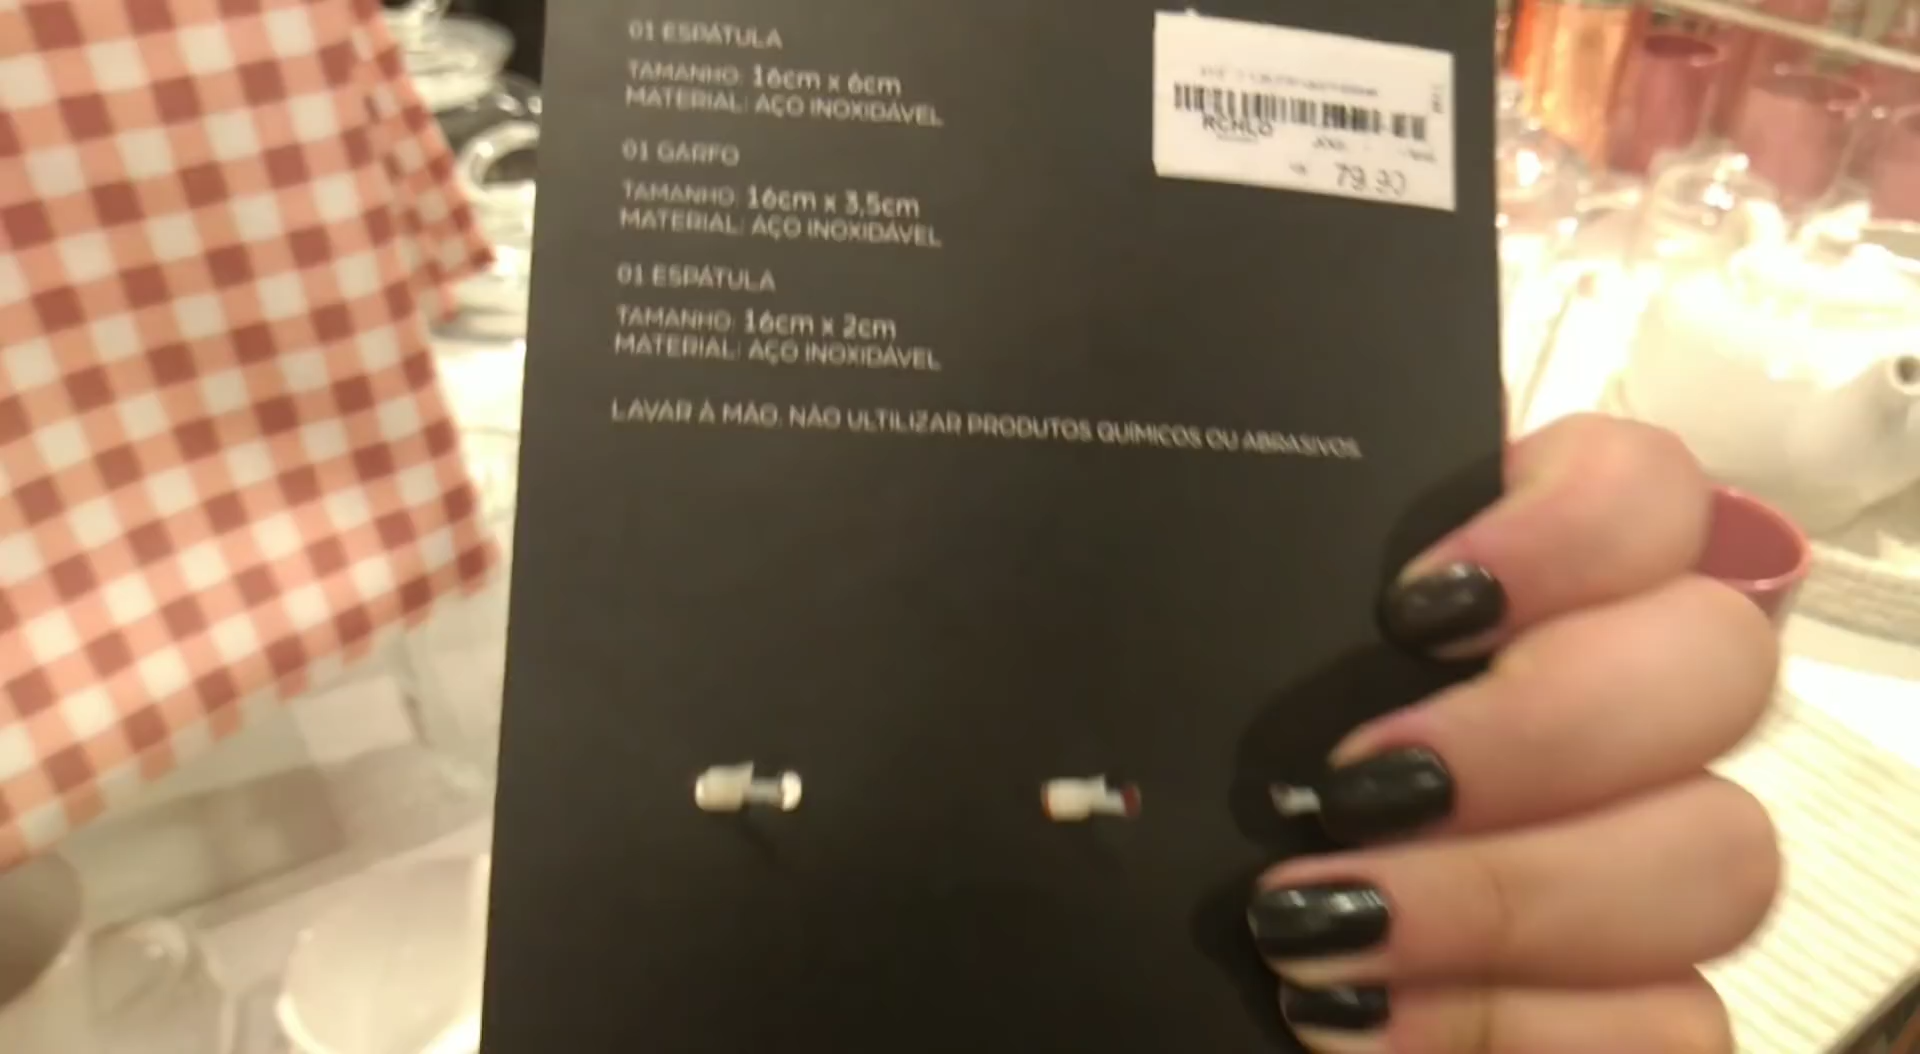 01 ESPÁTULA
TAMANHO: 16cm x 6cm
MATERIAL: AÇO INOXIDÁVEL
01 GARFO
TAMANHO: 16cm x 3,5cm
MATERIAL: AÇO INOXIDÁVEL
01 ESPÁTULA
TAMANHO: 16cm x 2cm
MATERIAL: AÇO INOXIDÁVEL
LAVAR À MÃO. NÃO ULTILIZAR PRODUTOS QUÍMICOS OU ABRASIVOS.
RCHLO
79,90